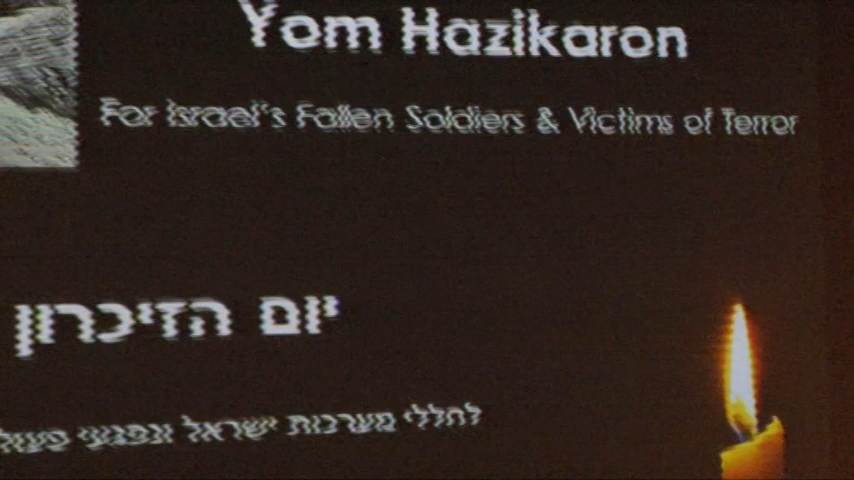 Yom Hazikaron
For Israel's Fallen Soldiers & Victims of Terror
יום הזיכרון
לחללי מערכות ישראל ונפגעי